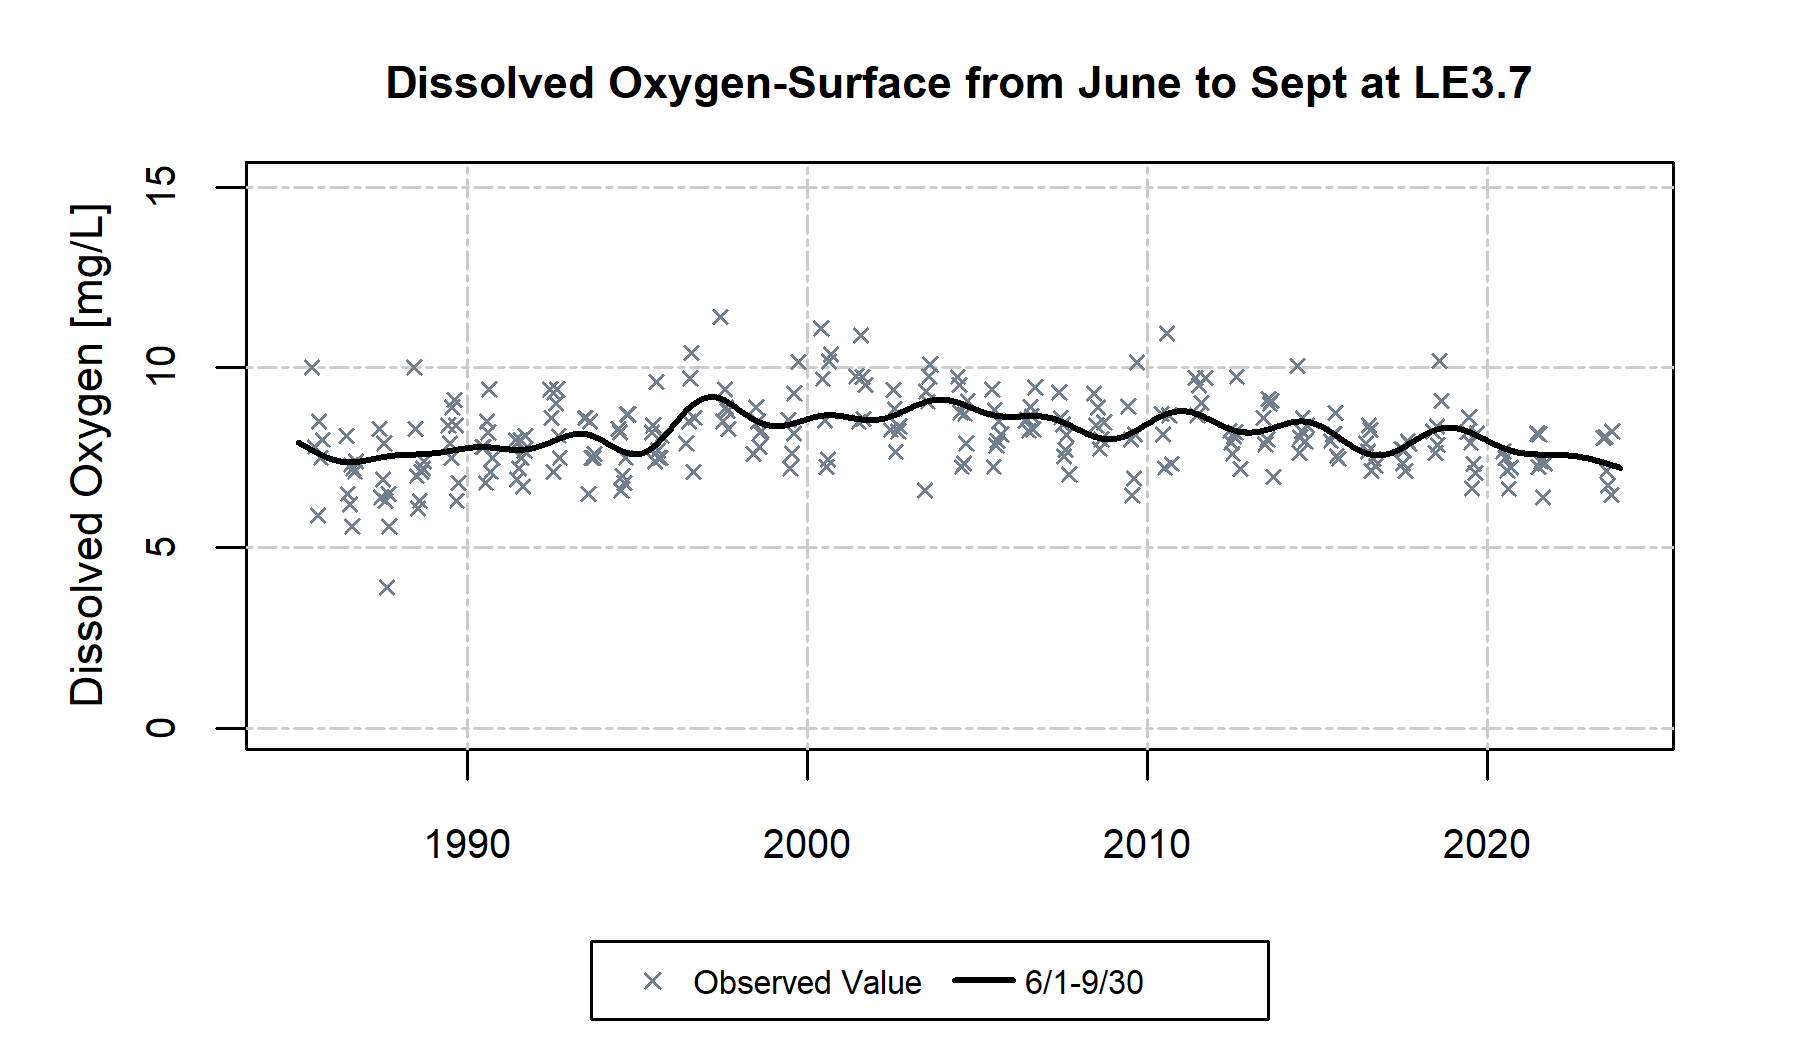 Dissolved Oxygen-Surface from June to Sept at LE3.7
Dissolved Oxygen [mg/L]
15
10
5
0
1990 2000 2010 2020
Observed Value 6/1-9/30